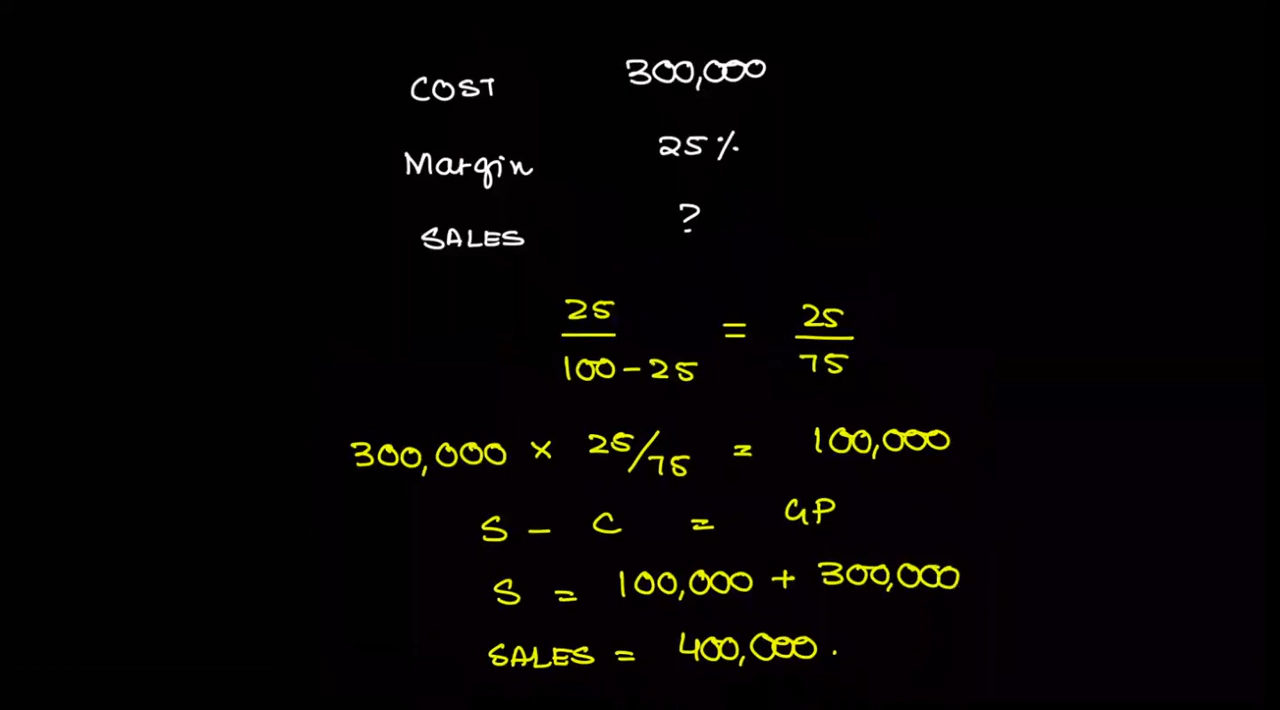 COST 300,000
Margin 25%
SALES ?
25 / 100 - 25 = 25 / 75
300,000 × 25/75 = 100,000
S - C = GP
S = 100,000 + 300,000
SALES = 400,000.